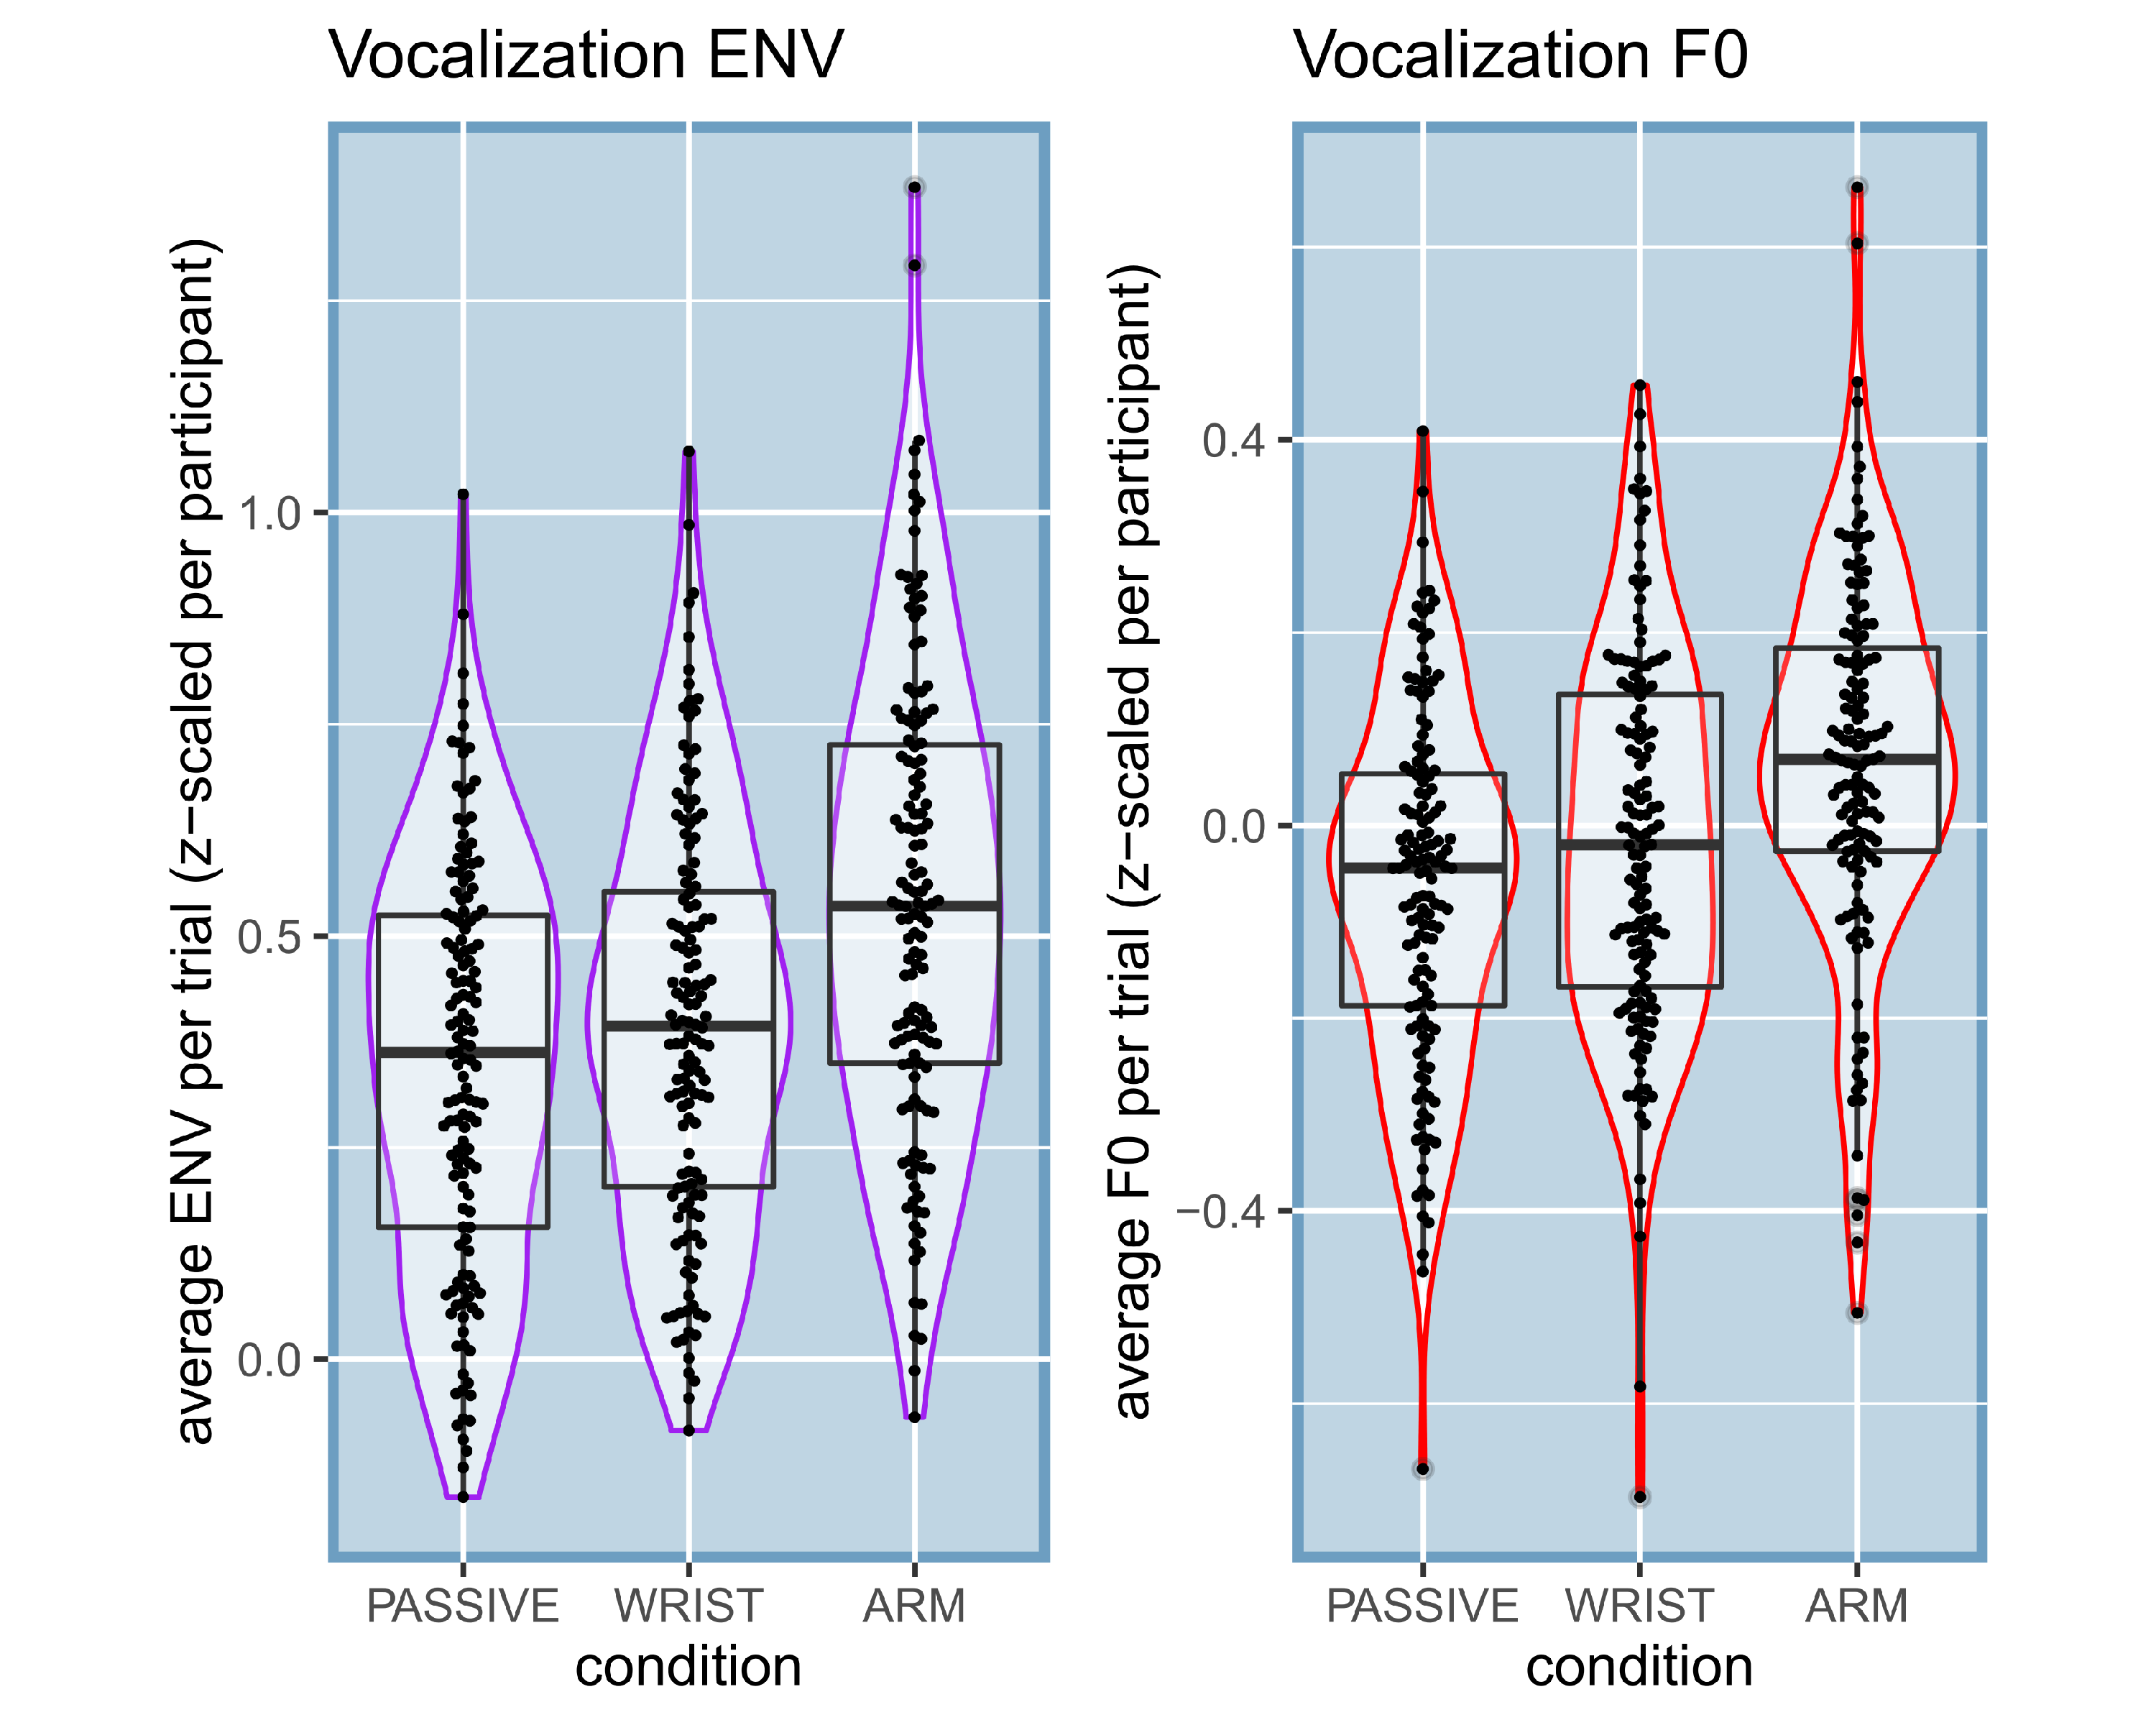 Vocalization ENV
average ENV per trial (z−scaled per participant)
1.0
0.5
0.0
PASSIVE WRIST ARM
condition
Vocalization F0
average F0 per trial (z−scaled per participant)
0.4
0.0
−0.4
PASSIVE WRIST ARM
condition